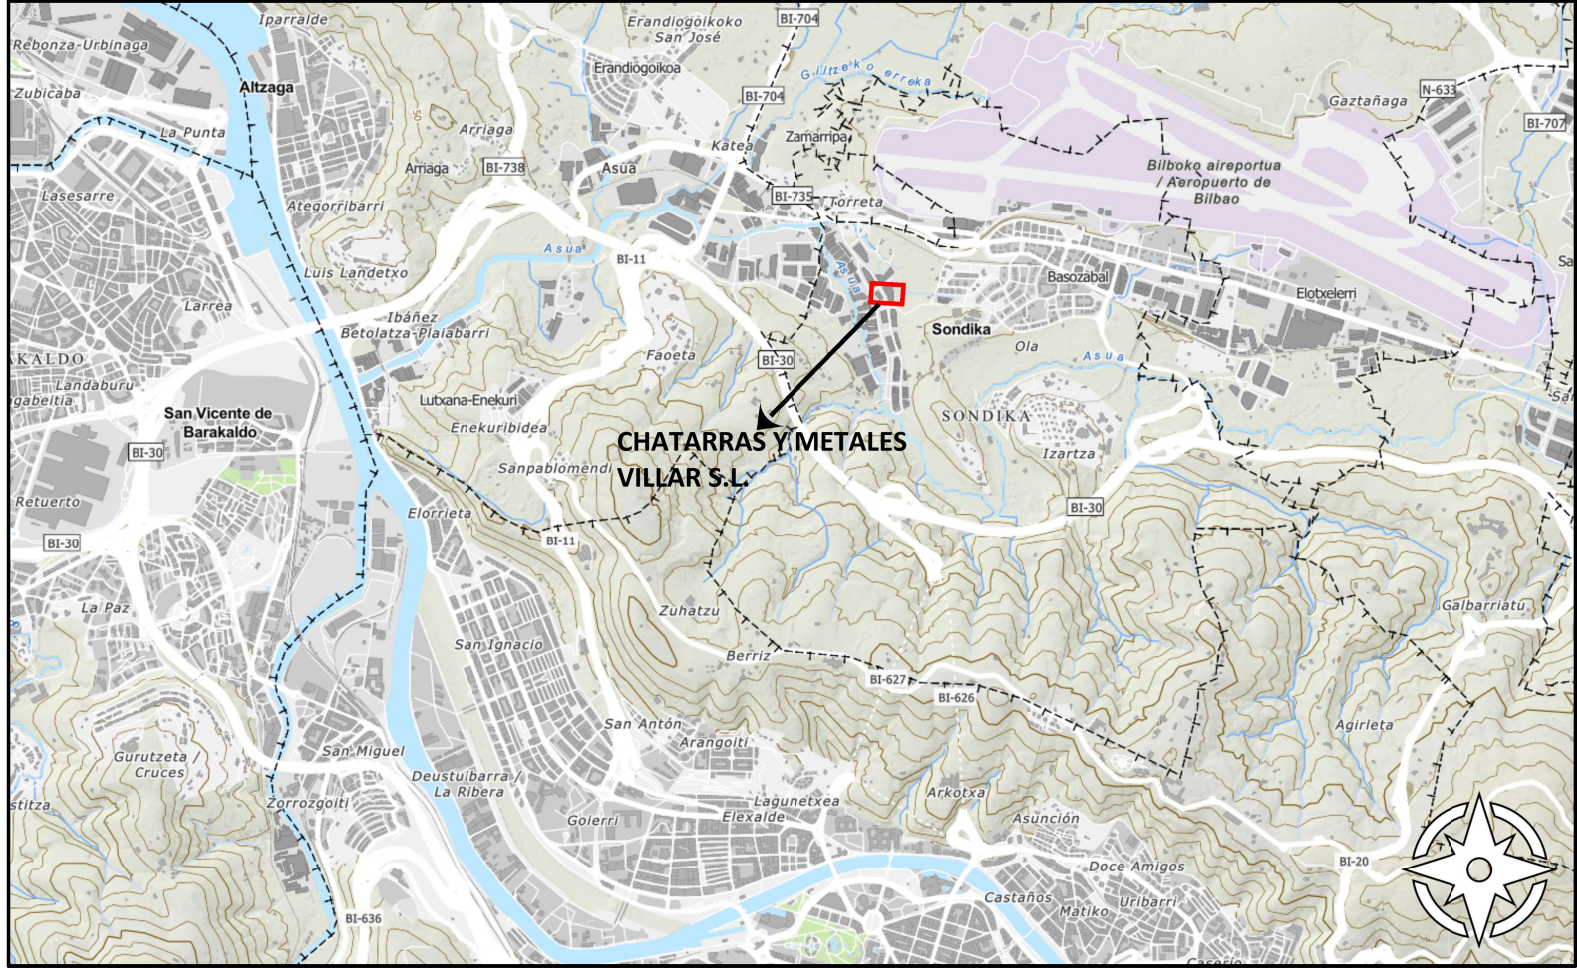 Iparralde
Erandiogoikoko
San José
BI-704
Rebonza-Urbinaga
Erandiogoikoa
Giltzeko erreka
Altzaga
Zubicaba
BI-704
Gaztañaga
N-633
BI-707
La Punta
Arriaga
Katea
Zamarripa
Arriaga
BI-738
Asua
Bilboko aireportua
/ Aeropuerto de
Bilbao
Lasesarre
Ategorribarri
BI-735
Torreta
Asua
BI-11
Luis Landetxo
Asua
Basozabal
Elotxelerri
Sa
Larrea
Ibáñez
Betolatza-Plaiabarri
Sondika
Ola
AKALDO
Faoeta
BI-30
Asua
Landaburu
gabeitia
Lutxana-Enekuri
San Vicente de
Barakaldo
Enekuribidea
SONDIKA
San
BI-30
CHATARRAS Y METALES
VILLAR S.L.
Sanpablomendi
Izartza
Retuerto
Elorrieta
BI-30
BI-30
BI-11
La Paz
Zuhatzu
Galbarriatu
San Ignacio
Berriz
BI-627
BI-626
San Antón
Arangoiti
Agirleta
Gurutzeta /
Cruces
San Miguel
Deustuibarra /
La Ribera
stitza
Zorrozgoiti
Lagunetxea
Elexalde
Arkotxa
Goierri
Asunción
BI-20
Doce Amigos
Castaños
Uribarri
Matiko
BI-636
Caserío